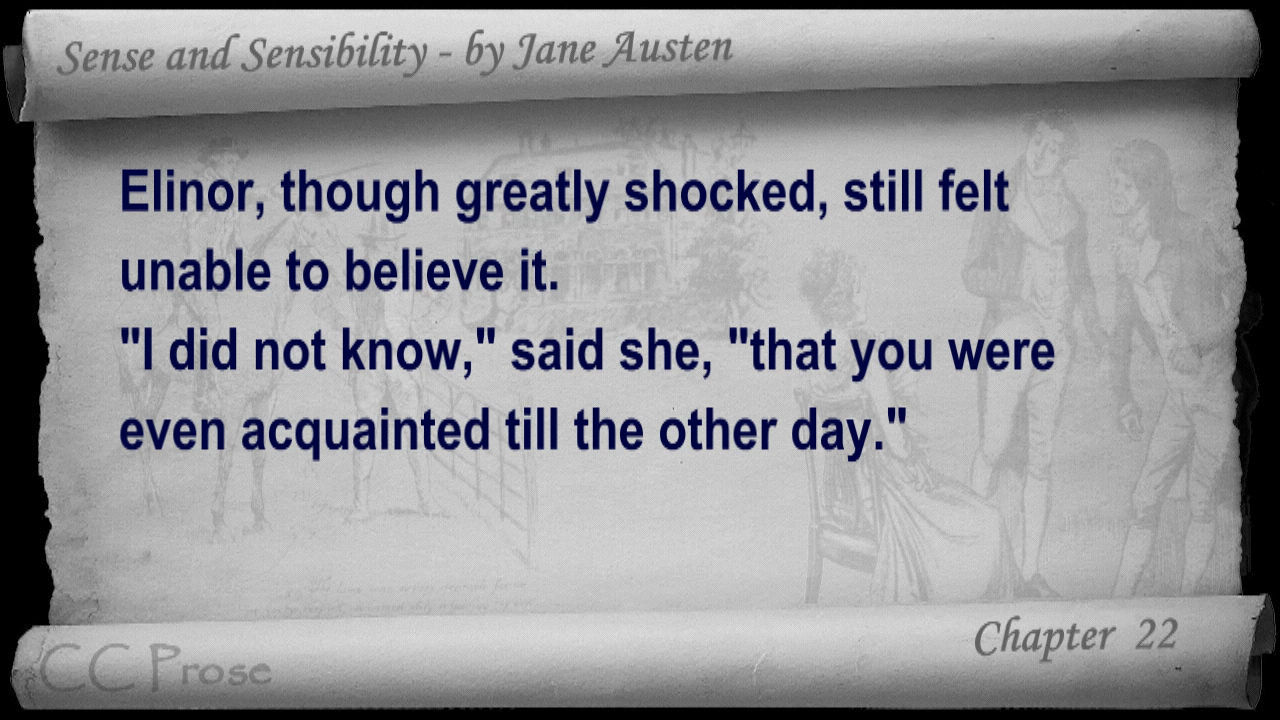 Sense and Sensibility - by Jane Austen
Elinor, though greatly shocked, still felt
unable to believe it.
"I did not know," said she, "that you were
even acquainted till the other day."
Chapter 22
CC Prose